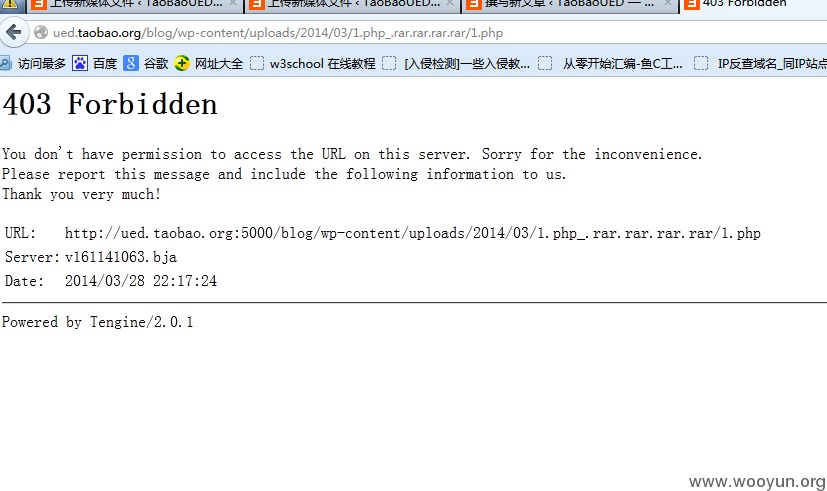 上传新媒体文件 ‹ TaoBaoUED... × 上传新媒体文件 ‹ TaoBaoUED... × 撰写新文章 ‹ TaoBaoUED — ... × 403 Forbidden
ued.taobao.org/blog/wp-content/uploads/2014/03/1.php_.rar.rar.rar.rar/1.php
访问最多 百度 谷歌 网址大全 w3school 在线教程 [入侵检测]一些入侵教... 从零开始汇编-鱼C工... IP反查域名_同IP站点
403 Forbidden
You don't have permission to access the URL on this server. Sorry for the inconvenience.
Please report this message and include the following information to us.
Thank you very much!
URL: http://ued.taobao.org:5000/blog/wp-content/uploads/2014/03/1.php_.rar.rar.rar.rar/1.php
Server: v161141063.bja
Date: 2014/03/28 22:17:24
Powered by Tengine/2.0.1
www.wooyun.org